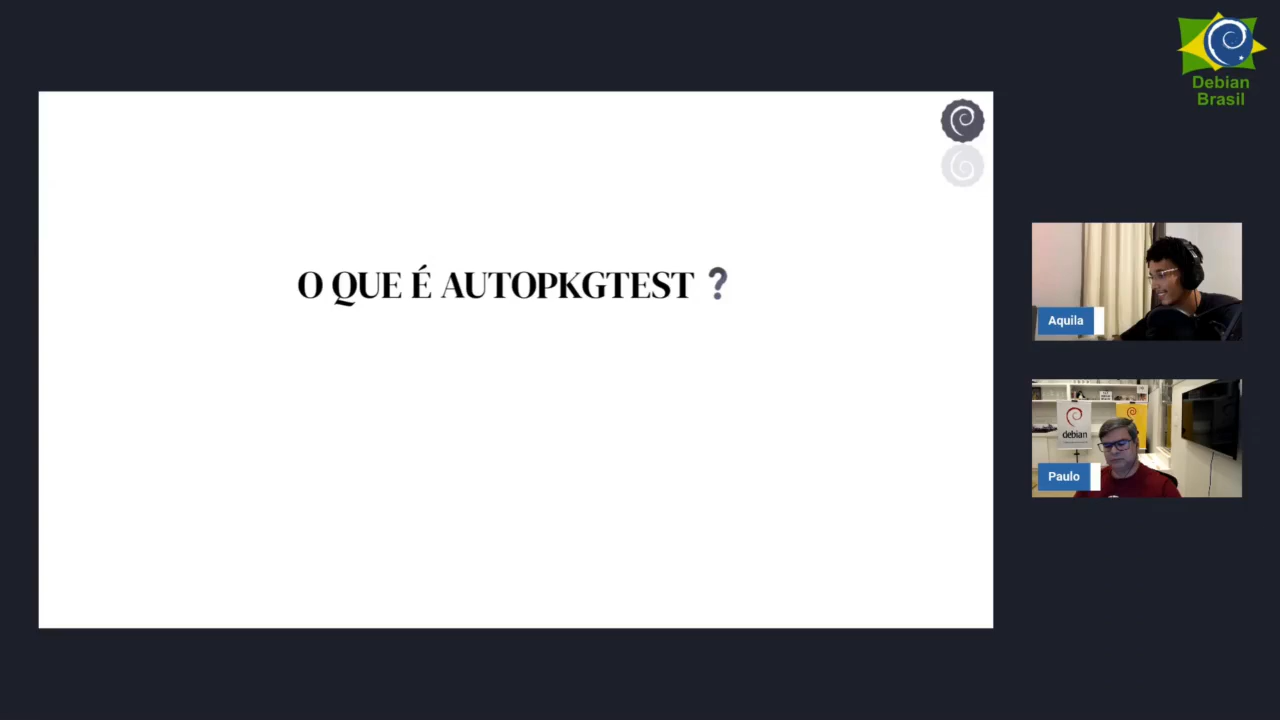 Debian
Brasil
O QUE É AUTOPKGTEST ?
Aquila
debian
Paulo